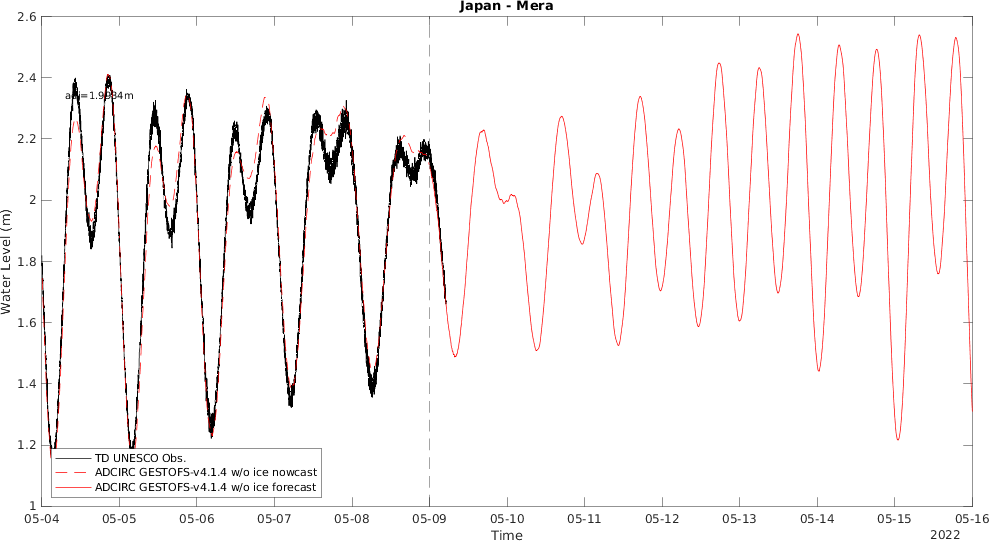 Japan - Mera
2.6
2.4
2.2
2
1.8
1.6
1.4
1.2
1
Water Level (m)
adj=1.9934m
TD UNESCO Obs.
ADCIRC GESTOFS-v4.1.4 w/o ice nowcast
ADCIRC GESTOFS-v4.1.4 w/o ice forecast
05-04 05-05 05-06 05-07 05-08 05-09 05-10 05-11 05-12 05-13 05-14 05-15 05-16
Time
2022